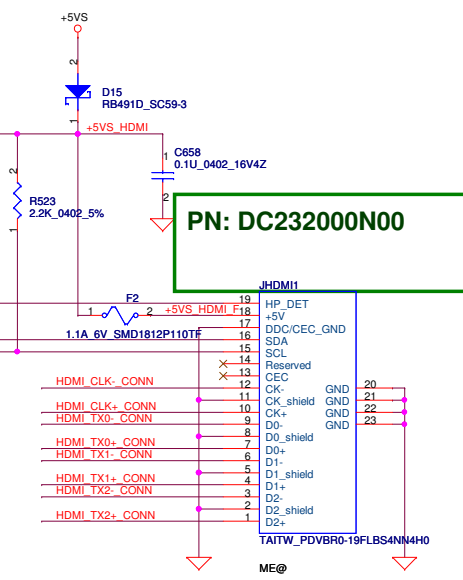 +5VS
2
D15
RB491D_SC59-3
1
+5VS_HDMI
1
C658
0.1U_0402_16V4Z
2
2
R523
2.2K_0402_5%
1
PN: DC232000N00
JHDMI1
F2
1 2 +5VS_HDMI_F
1.1A_6V_SMD1812P110TF
19 HP_DET
18 +5V
17 DDC/CEC_GND
16 SDA
15 SCL
14 Reserved
13 CEC
HDMI_CLK-_CONN 12 CK- GND 20
11 CK_shield GND 21
HDMI_CLK+_CONN 10 CK+ GND 22
HDMI_TX0-_CONN 9 D0- GND 23
8 D0_shield
HDMI_TX0+_CONN 7 D0+
HDMI_TX1-_CONN 6 D1-
5 D1_shield
HDMI_TX1+_CONN 4 D1+
HDMI_TX2-_CONN 3 D2-
2 D2_shield
HDMI_TX2+_CONN 1 D2+
TAITW_PDVBR0-19FLBS4NN4H0
ME@